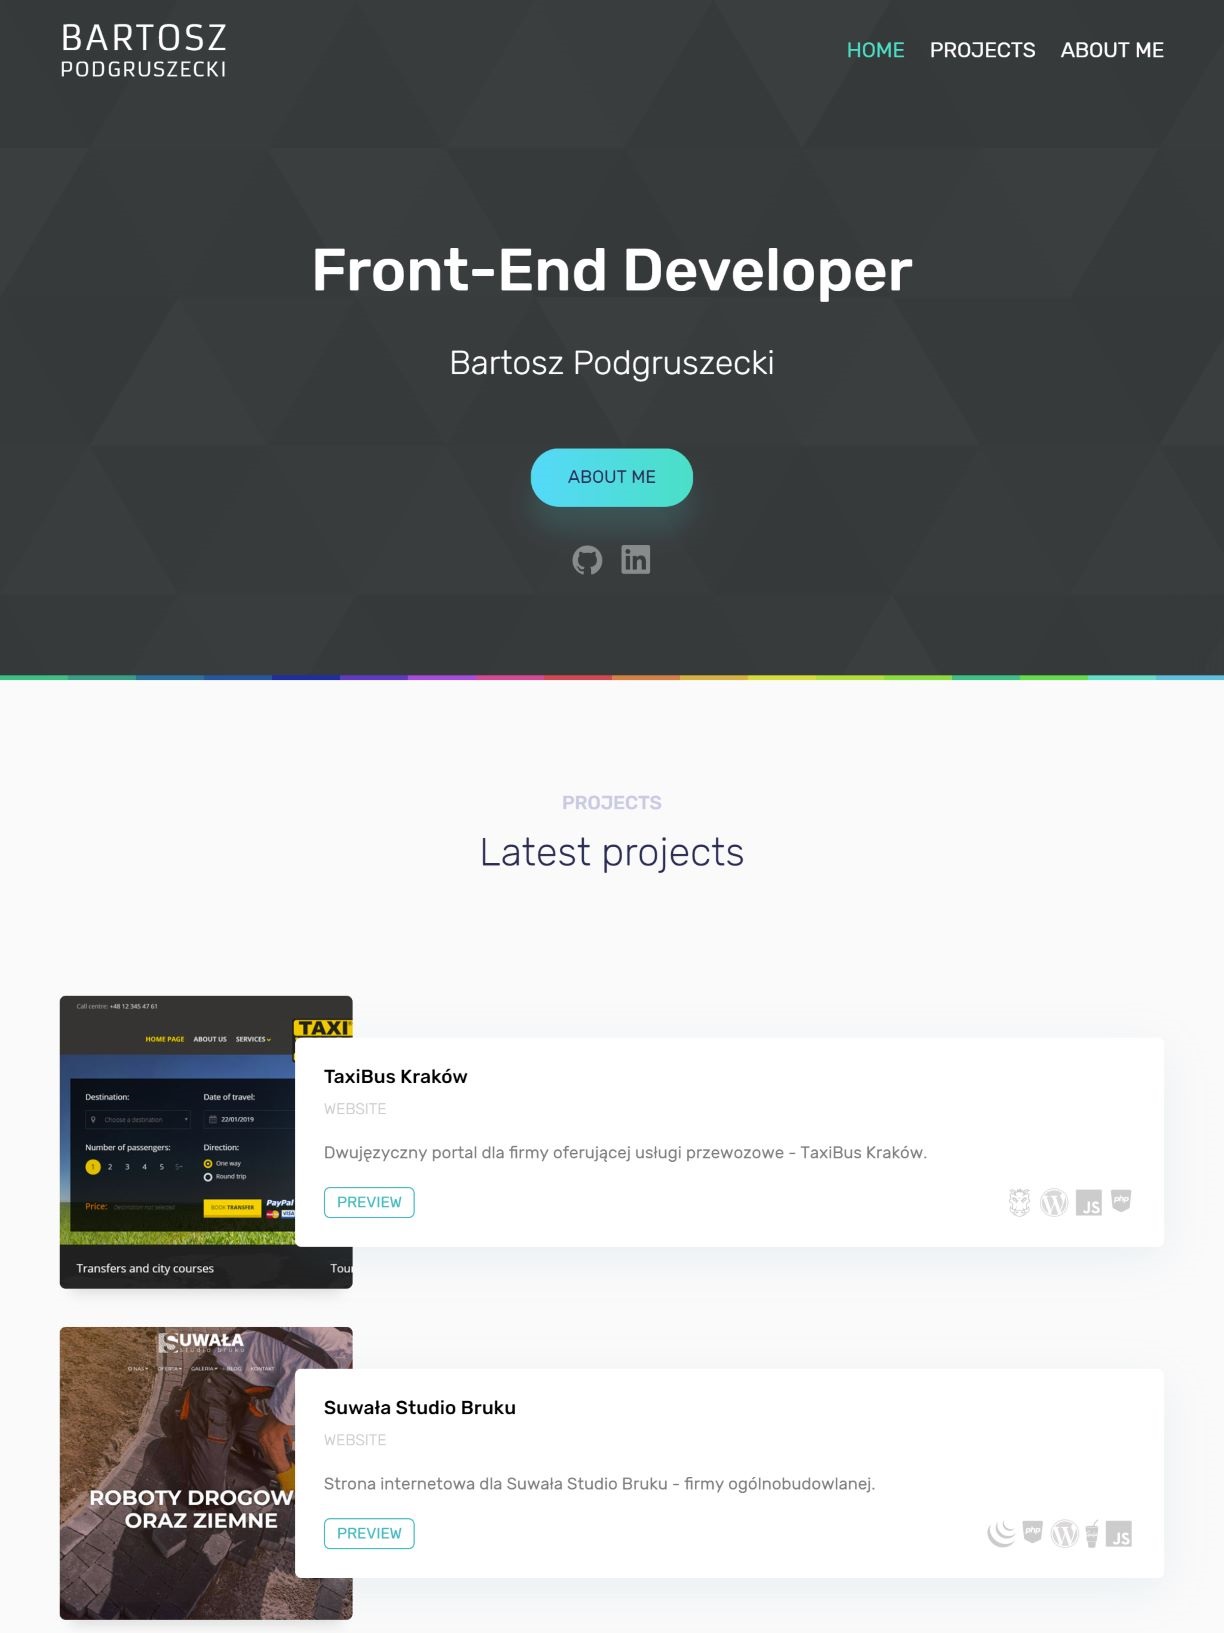 BARTOSZ
PODGRUSZECKI
HOME PROJECTS ABOUT ME
Front-End Developer
Bartosz Podgruszecki
ABOUT ME
in
PROJECTS
Latest projects
Call centre: +48 12 345 47 61
TAXI
HOME PAGE ABOUT US SERVICES
Destination: Date of travel:
Choose a destination 22/01/2019
Number of passengers: Direction:
1 2 3 4 5 5+ One way
Round trip
Price: Destination not selected BOOK TRANSFER PayPal
VISA
Transfers and city courses
TaxiBus Kraków
WEBSITE
Dwujęzyczny portal dla firmy oferującej usługi przewozowe - TaxiBus Kraków.
PREVIEW
JS php
SUWAŁA
studio bruku
O NAS OFERTA GALERIA BLOG KONTAKT
ROBOTY DROGOW
ORAZ ZIEMNE
Suwała Studio Bruku
WEBSITE
Strona internetowa dla Suwała Studio Bruku - firmy ogólnobudowlanej.
PREVIEW
php JS